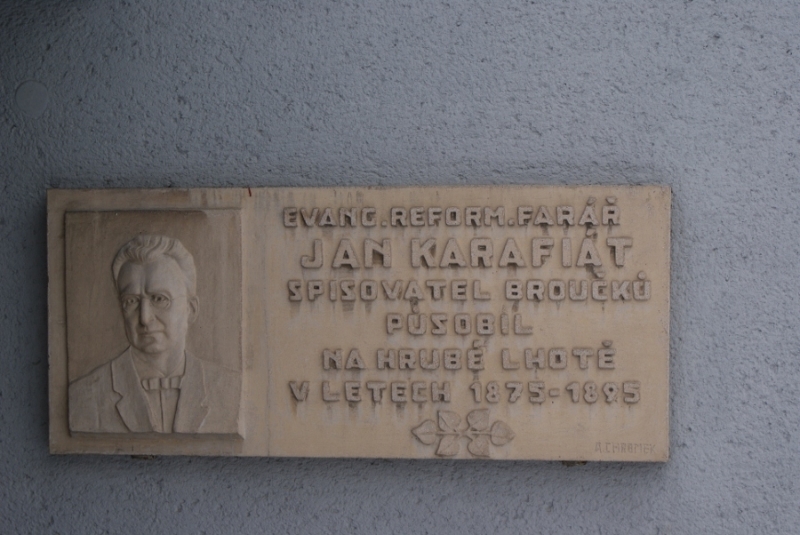 EVANG. REFORM. FARÁŘ
JAN KARAFIÁT
SPISOVATEL BROUČKŮ
PŮSOBIL
NA HRUBÉ LHOTĚ
V LETECH 1875-1895